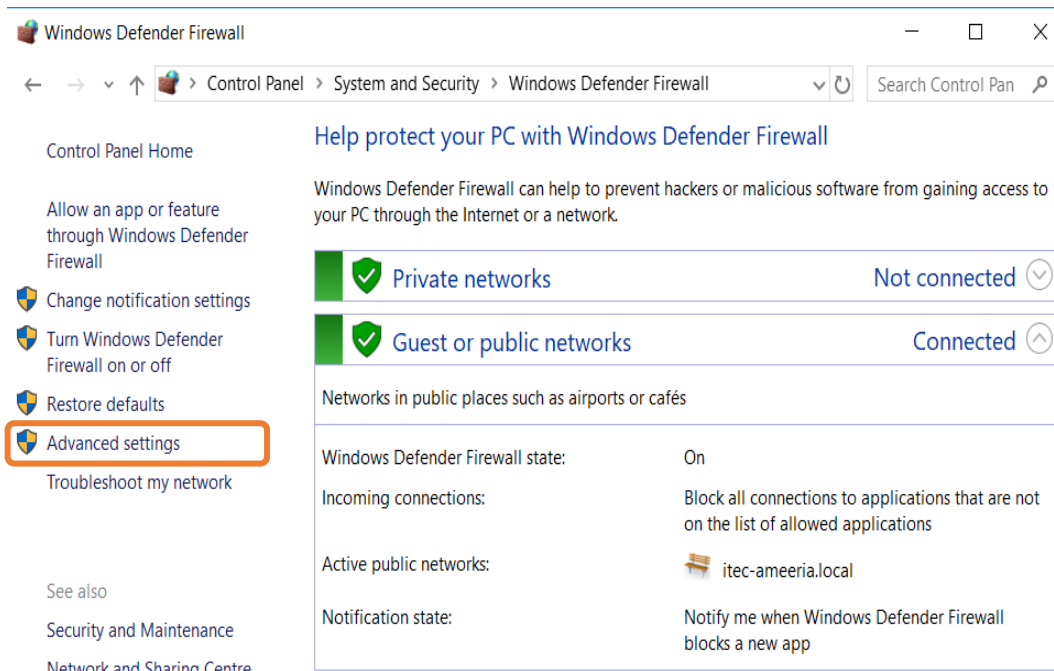 Windows Defender Firewall
Control Panel > System and Security > Windows Defender Firewall
Search Control Pan
Control Panel Home
Allow an app or feature
through Windows Defender
Firewall
Change notification settings
Turn Windows Defender
Firewall on or off
Restore defaults
Advanced settings
Troubleshoot my network
See also
Security and Maintenance
Network and Sharing Centre
Help protect your PC with Windows Defender Firewall
Windows Defender Firewall can help to prevent hackers or malicious software from gaining access to
your PC through the Internet or a network.
Private networks Not connected
Guest or public networks Connected
Networks in public places such as airports or cafés
Windows Defender Firewall state: On
Incoming connections: Block all connections to applications that are not
on the list of allowed applications
Active public networks: itec-ameeria.local
Notification state: Notify me when Windows Defender Firewall
blocks a new app